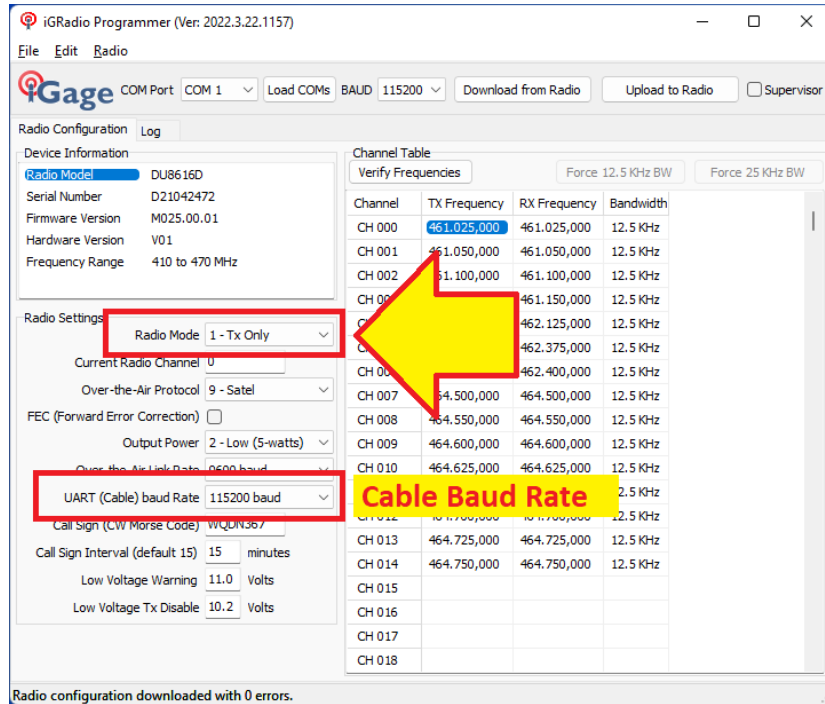 iGRadio Programmer (Ver: 2022.3.22.1157)
File Edit Radio
iGage COM Port COM 1 Load COMs BAUD 115200 Download from Radio Upload to Radio Supervisor
Radio Configuration Log
Device Information
Radio Model DU8616D
Serial Number D21042472
Firmware Version M025.00.01
Hardware Version V01
Frequency Range 410 to 470 MHz
Radio Settings
Radio Mode 1 - Tx Only
Current Radio Channel 0
Over-the-Air Protocol 9 - Satel
FEC (Forward Error Correction)
Output Power 2 - Low (5-watts)
Over-the-Air Link Rate 9600 baud
UART (Cable) baud Rate 115200 baud
Call Sign (CW Morse Code) WQDN367
Call Sign Interval (default 15) 15 minutes
Low Voltage Warning 11.0 Volts
Low Voltage Tx Disable 10.2 Volts
Channel Table
Verify Frequencies Force 12.5 KHz BW Force 25 KHz BW
Channel TX Frequency RX Frequency Bandwidth
CH 000 461.025,000 461.025,000 12.5 KHz
CH 001 461.050,000 461.050,000 12.5 KHz
CH 002 461.100,000 12.5 KHz
461.150,000 12.5 KHz
462.125,000 12.5 KHz
462.375,000 12.5 KHz
462.400,000 12.5 KHz
CH 007 464.500,000 12.5 KHz
CH 008 464.550,000 464.550,000 12.5 KHz
CH 009 464.600,000 464.600,000 12.5 KHz
CH 010 464.625,000 464.625,000 12.5 KHz
Cable Baud Rate
12.5 KHz
CH 013 464.725,000 464.725,000 12.5 KHz
CH 014 464.750,000 464.750,000 12.5 KHz
CH 015
CH 016
CH 017
CH 018
Radio configuration downloaded with 0 errors.